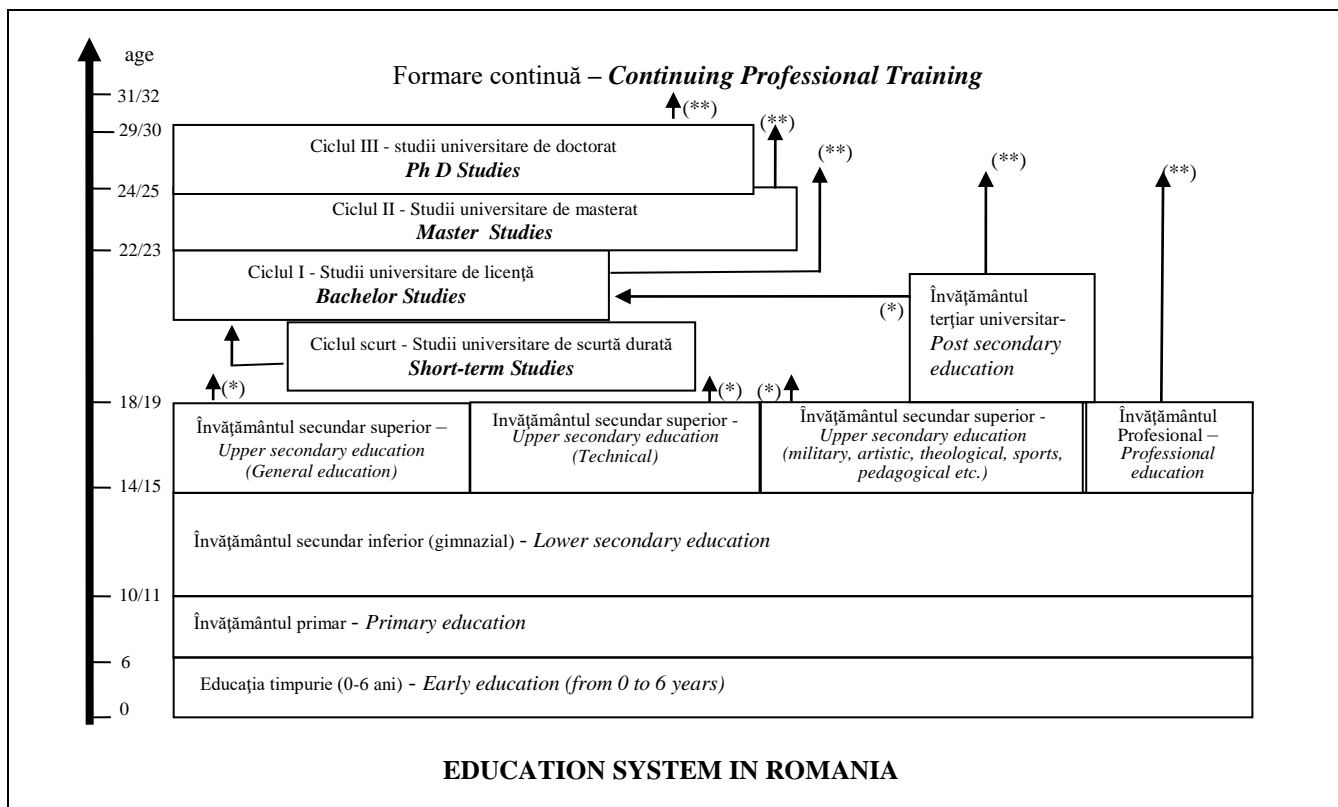 age
Formare continuă – Continuing Professional Training
31/32
(**)
29/30
(**)
Ciclul III - studii universitare de doctorat
Ph D Studies
(**)
(**)
(**)
24/25
Ciclul II - Studii universitare de masterat
Master Studies
22/23
Ciclul I - Studii universitare de licenţă
Bachelor Studies
(*)
Învăţământul
terţiar universitar-
Post secondary
education
Ciclul scurt - Studii universitare de scurtă durată
Short-term Studies
(*)
(*)
(*)
18/19
Învăţământul secundar superior –
Upper secondary education
(General education)
Invăţământul secundar superior -
Upper secondary education
(Technical)
Învăţământul secundar superior -
Upper secondary education
(military, artistic, theological, sports,
pedagogical etc.)
Învăţământul
Profesional –
Professional
education
14/15
Învăţământul secundar inferior (gimnazial) - Lower secondary education
10/11
Învăţământul primar - Primary education
6
Educaţia timpurie (0-6 ani) - Early education (from 0 to 6 years)
0
EDUCATION SYSTEM IN ROMANIA